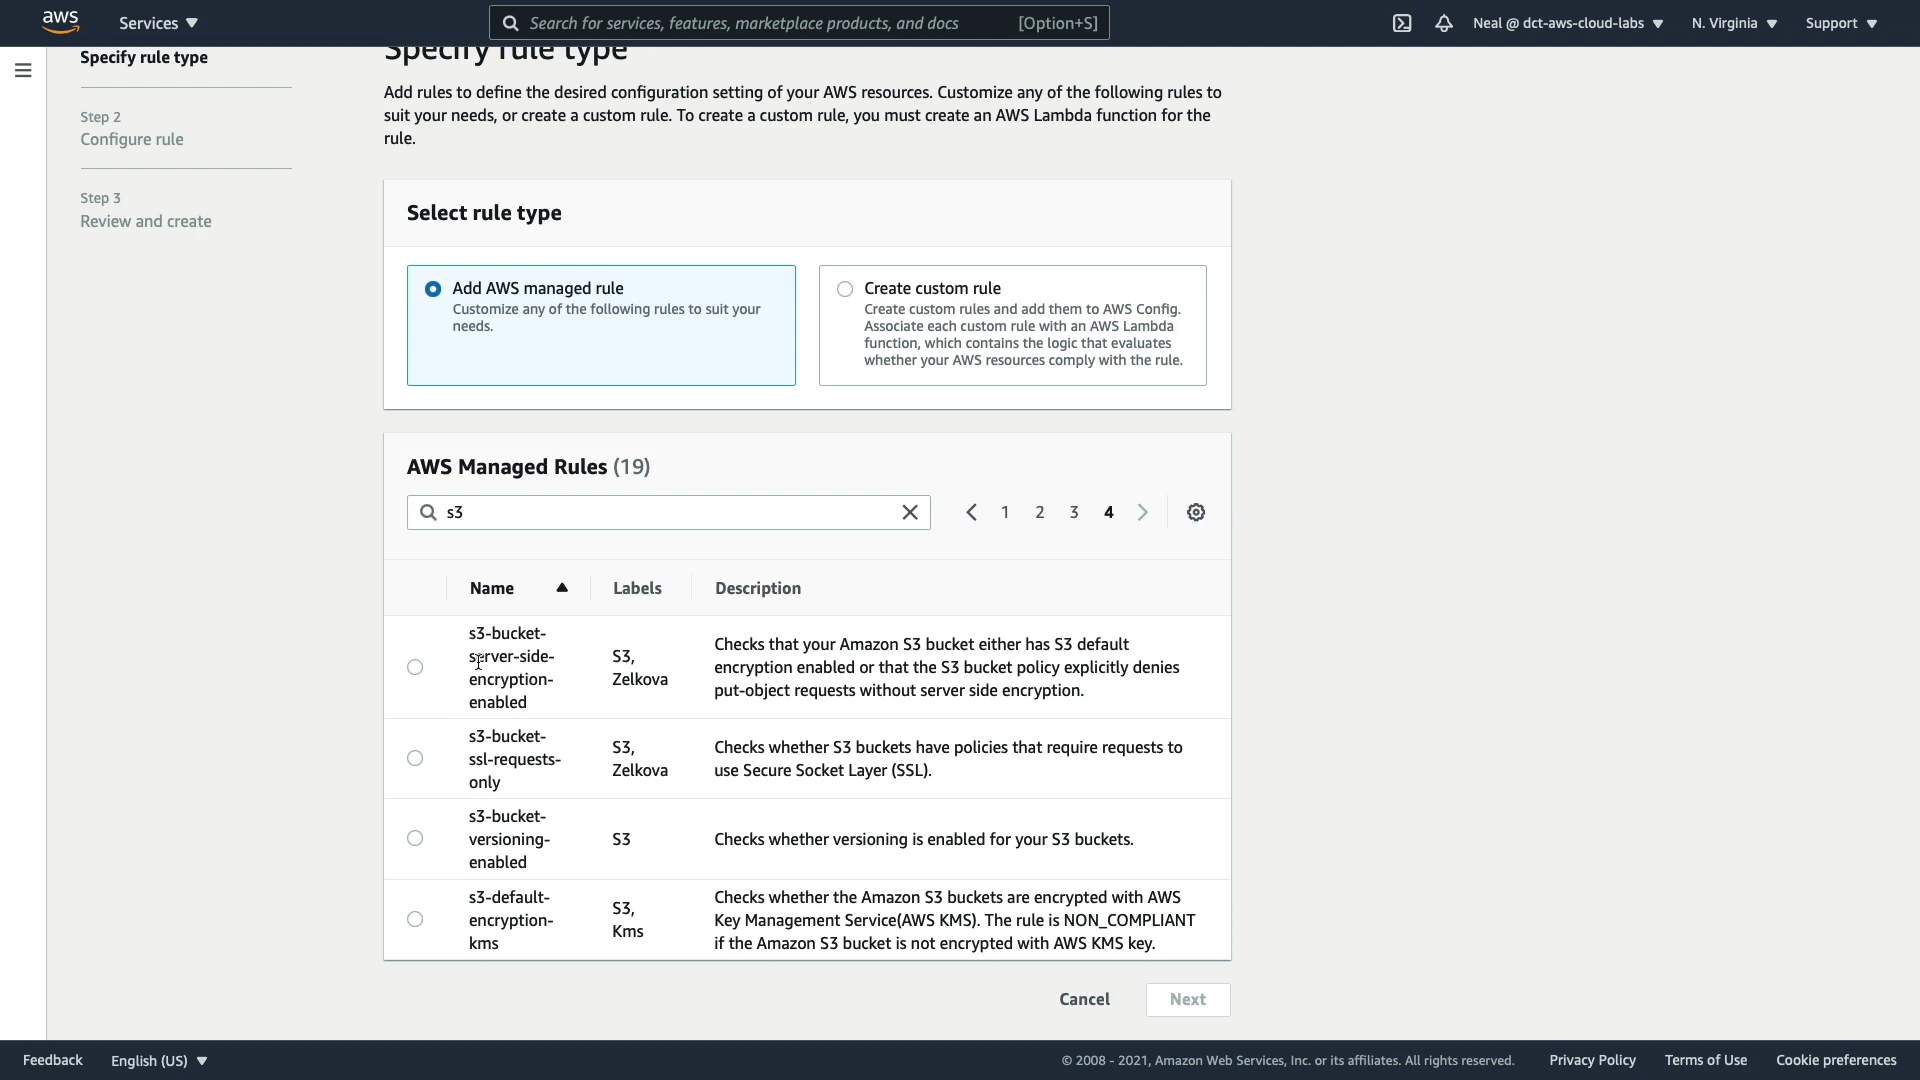 aws
Services
Search for services, features, marketplace products, and docs
[Option+S]
Neal @ dct-aws-cloud-labs
N. Virginia
Support
Specify rule type
Step 2
Configure rule
Step 3
Review and create
Specify rule type
Add rules to define the desired configuration setting of your AWS resources. Customize any of the following rules to
suit your needs, or create a custom rule. To create a custom rule, you must create an AWS Lambda function for the
rule.
Select rule type
Add AWS managed rule
Customize any of the following rules to suit your
needs.
Create custom rule
Create custom rules and add them to AWS Config.
Associate each custom rule with an AWS Lambda
function, which contains the logic that evaluates
whether your AWS resources comply with the rule.
AWS Managed Rules (19)
s3
1 2 3 4
Name
Labels
Description
s3-bucket-
server-side-
encryption-
enabled
S3,
Zelkova
Checks that your Amazon S3 bucket either has S3 default
encryption enabled or that the S3 bucket policy explicitly denies
put-object requests without server side encryption.
s3-bucket-
ssl-requests-
only
S3,
Zelkova
Checks whether S3 buckets have policies that require requests to
use Secure Socket Layer (SSL).
s3-bucket-
versioning-
enabled
S3
Checks whether versioning is enabled for your S3 buckets.
s3-default-
encryption-
kms
S3,
Kms
Checks whether the Amazon S3 buckets are encrypted with AWS
Key Management Service(AWS KMS). The rule is NON_COMPLIANT
if the Amazon S3 bucket is not encrypted with AWS KMS key.
Cancel
Next
Feedback
English (US)
© 2008 - 2021, Amazon Web Services, Inc. or its affiliates. All rights reserved.
Privacy Policy
Terms of Use
Cookie preferences